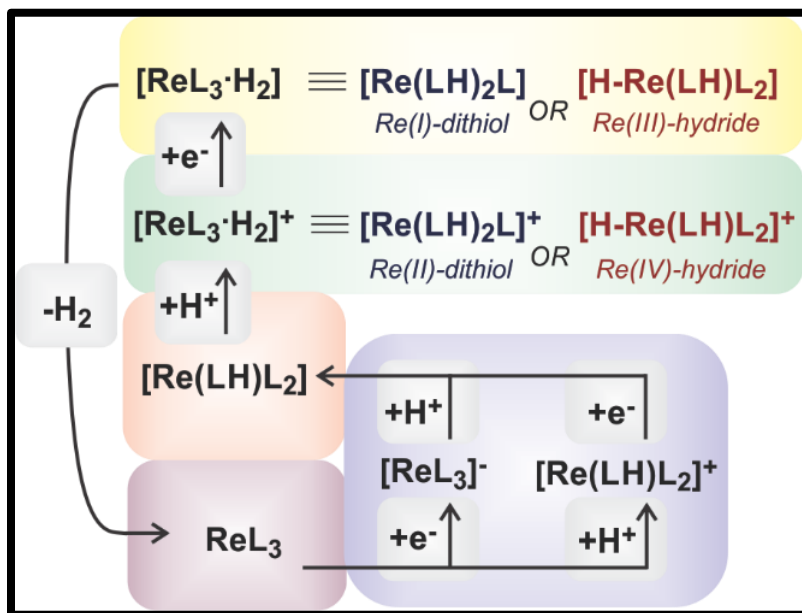 [ReL₃·H₂] ≡ [Re(LH)₂L] OR [H-Re(LH)L₂]
Re(I)-dithiol Re(III)-hydride
+e⁻
[ReL₃·H₂]⁺ ≡ [Re(LH)₂L]⁺ OR [H-Re(LH)L₂]⁺
Re(II)-dithiol Re(IV)-hydride
-H₂
+H⁺
[Re(LH)L₂]
+H⁺ +e⁻
[ReL₃]⁻ [Re(LH)L₂]⁺
ReL₃
+e⁻ +H⁺